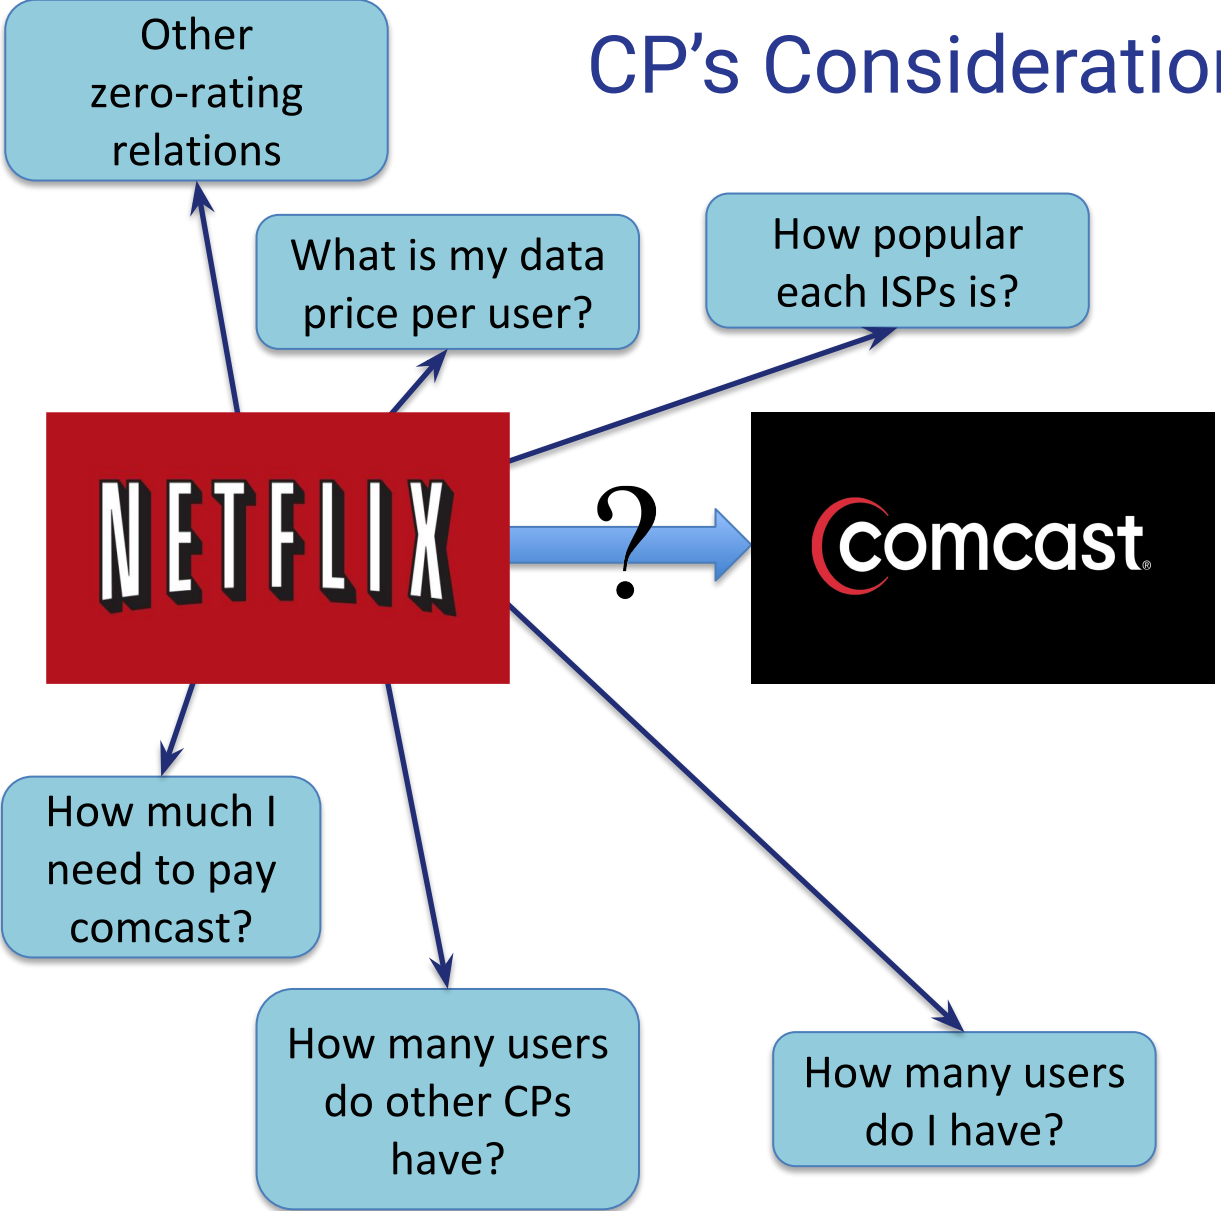 Other
zero-rating
relations
CP's Consideration
What is my data
price per user?
How popular
each ISPs is?
NETFLIX
?
comcast®
How much I
need to pay
comcast?
How many users
do other CPs
have?
How many users
do I have?